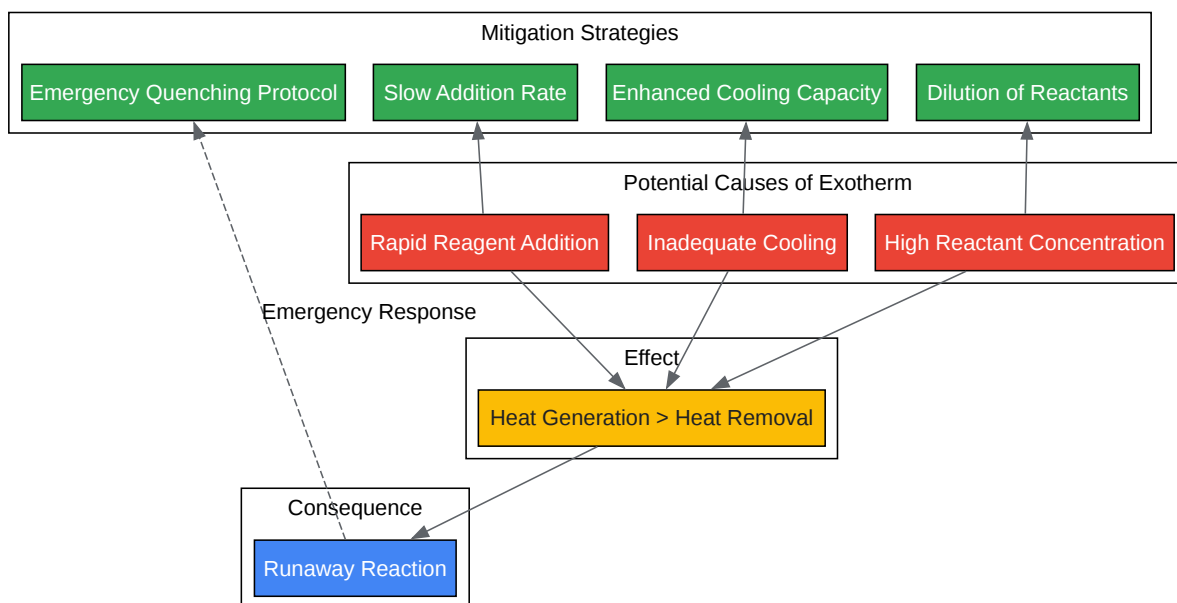 Mitigation Strategies
Emergency Quenching Protocol
Slow Addition Rate
Enhanced Cooling Capacity
Dilution of Reactants
Potential Causes of Exotherm
Rapid Reagent Addition
Inadequate Cooling
High Reactant Concentration
Emergency Response
Effect
Heat Generation > Heat Removal
Consequence
Runaway Reaction